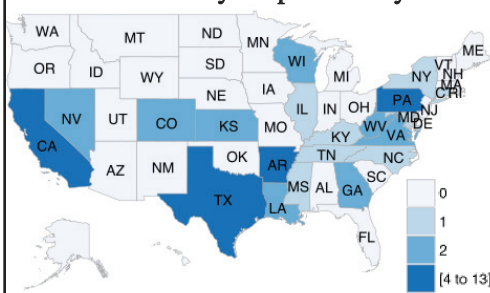 WA
MT
ND
MN
ME
OR
ID
SD
WI
VT
NH
WY
MI
NY
MA
CT RI
NE
IA
PA
NJ
NV
UT
CO
KS
MO
IL
IN
OH
WV
MD
DE
CA
KY
VA
AZ
NM
OK
AR
TN
NC
SC
TX
LA
MS
AL
GA
FL
0
1
2
[4 to 13]